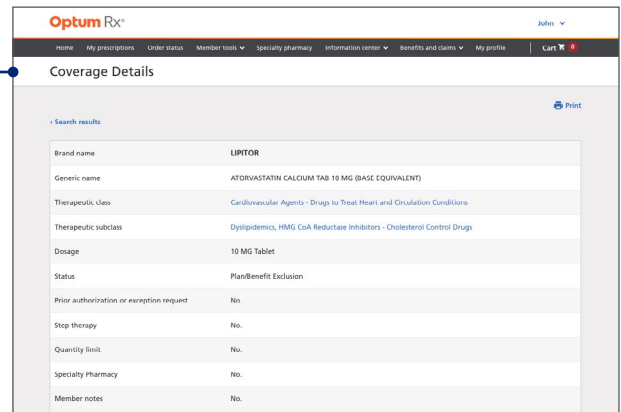 Optum Rx® John
Home My prescriptions Order status Member tools Specialty pharmacy Information center Benefits and claims My profile Cart 0
Coverage Details
Print
‹ Search results
Brand name LIPITOR
Generic name ATORVASTATIN CALCIUM TAB 10 MG (BASE EQUIVALENT)
Therapeutic class Cardiovascular Agents - Drugs to Treat Heart and Circulation Conditions
Therapeutic subclass Dyslipidemics, HMG CoA Reductase Inhibitors - Cholesterol Control Drugs
Dosage 10 MG Tablet
Status Plan/Benefit Exclusion
Prior authorization or exception request No.
Step therapy No.
Quantity limit No.
Specialty Pharmacy No.
Member notes No.